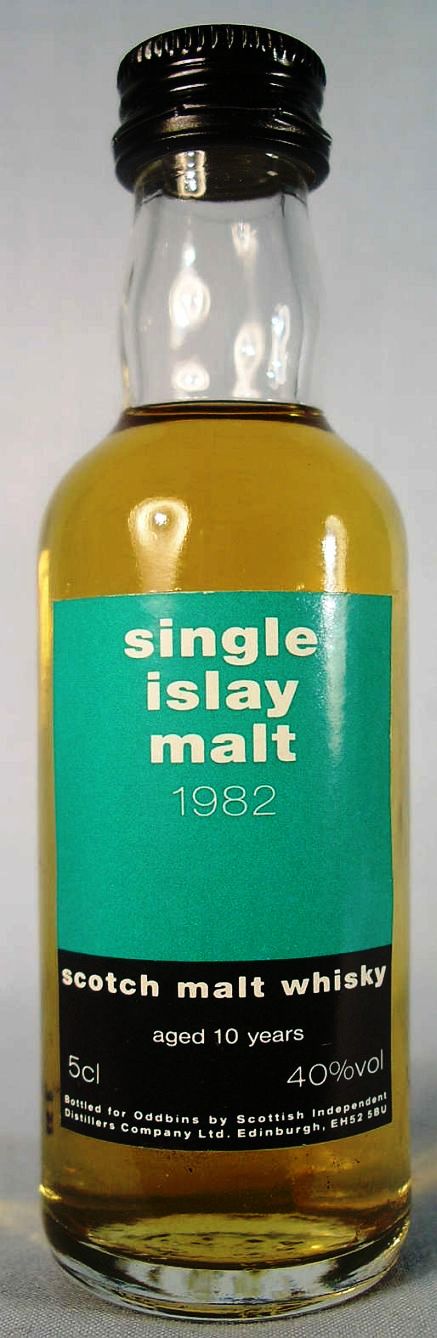 single
islay
malt
1982
scotch malt whisky
aged 10 years
5cl 40%vol
Bottled for Oddbins by Scottish Independent
Distillers Company Ltd. Edinburgh, EH52 5BU